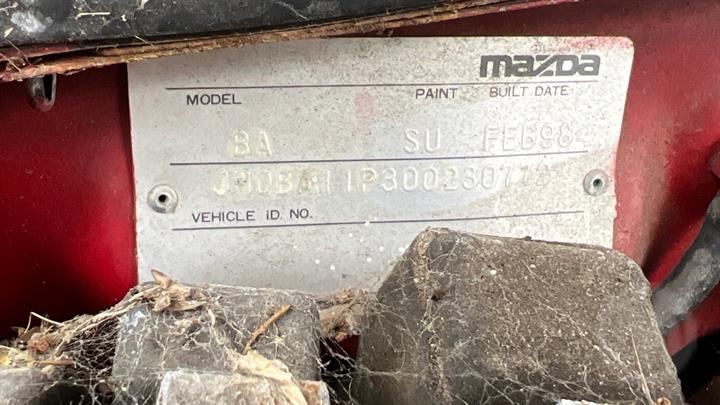 mazda
MODEL PAINT BUILT DATE
BA SU FEB98
VEHICLE ID. NO.